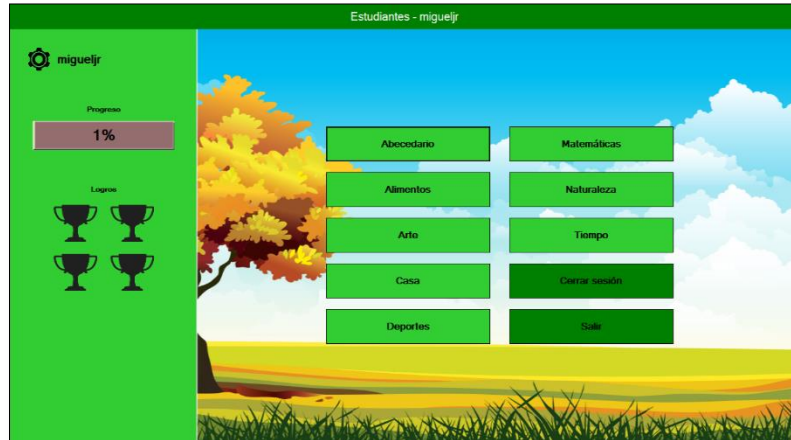 Estudiantes - migueljr
migueljr
Progreso
1%
Logros
Abecedario
Matemáticas
Alimentos
Naturaleza
Arte
Tiempo
Casa
Cerrar sesión
Deportes
Salir